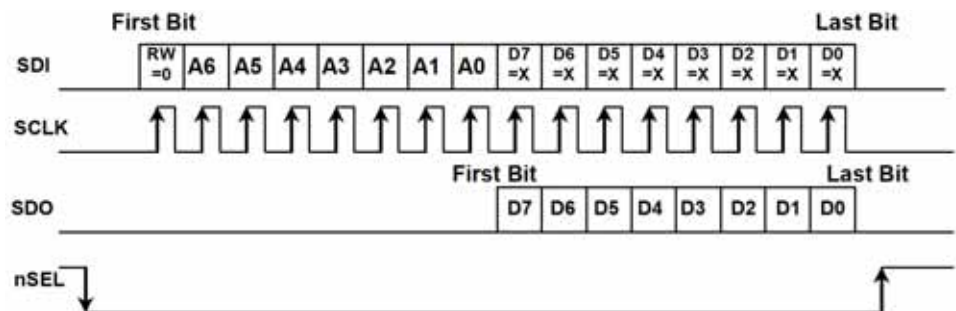 First Bit Last Bit
SDI RW =0 A6 A5 A4 A3 A2 A1 A0 D7 =X D6 =X D5 =X D4 =X D3 =X D2 =X D1 =X D0 =X
SCLK
First Bit Last Bit
SDO D7 D6 D5 D4 D3 D2 D1 D0
nSEL